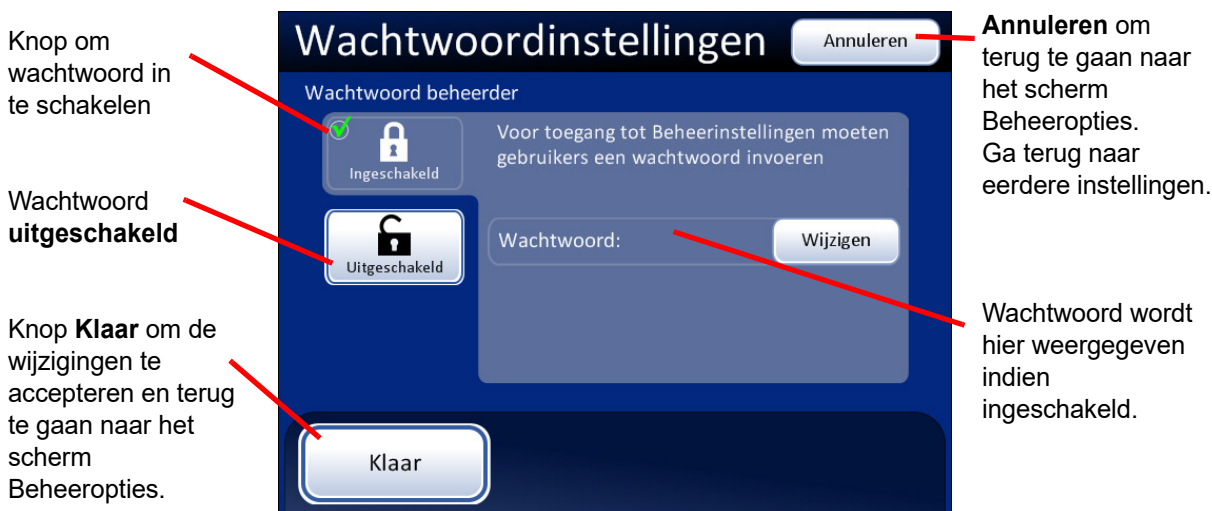 Knop om
wachtwoord in
te schakelen
Wachtwoord
uitgeschakeld
Knop Klaar om de
wijzigingen te
accepteren en terug
te gaan naar het
scherm
Beheeropties.
Wachtwoordinstellingen
Annuleren
Wachtwoord beheerder
Ingeschakeld
Voor toegang tot Beheerinstellingen moeten
gebruikers een wachtwoord invoeren
Uitgeschakeld
Wachtwoord:
Wijzigen
Klaar
Annuleren om
terug te gaan naar
het scherm
Beheeropties.
Ga terug naar
eerdere instellingen.
Wachtwoord wordt
hier weergegeven
indien
ingeschakeld.